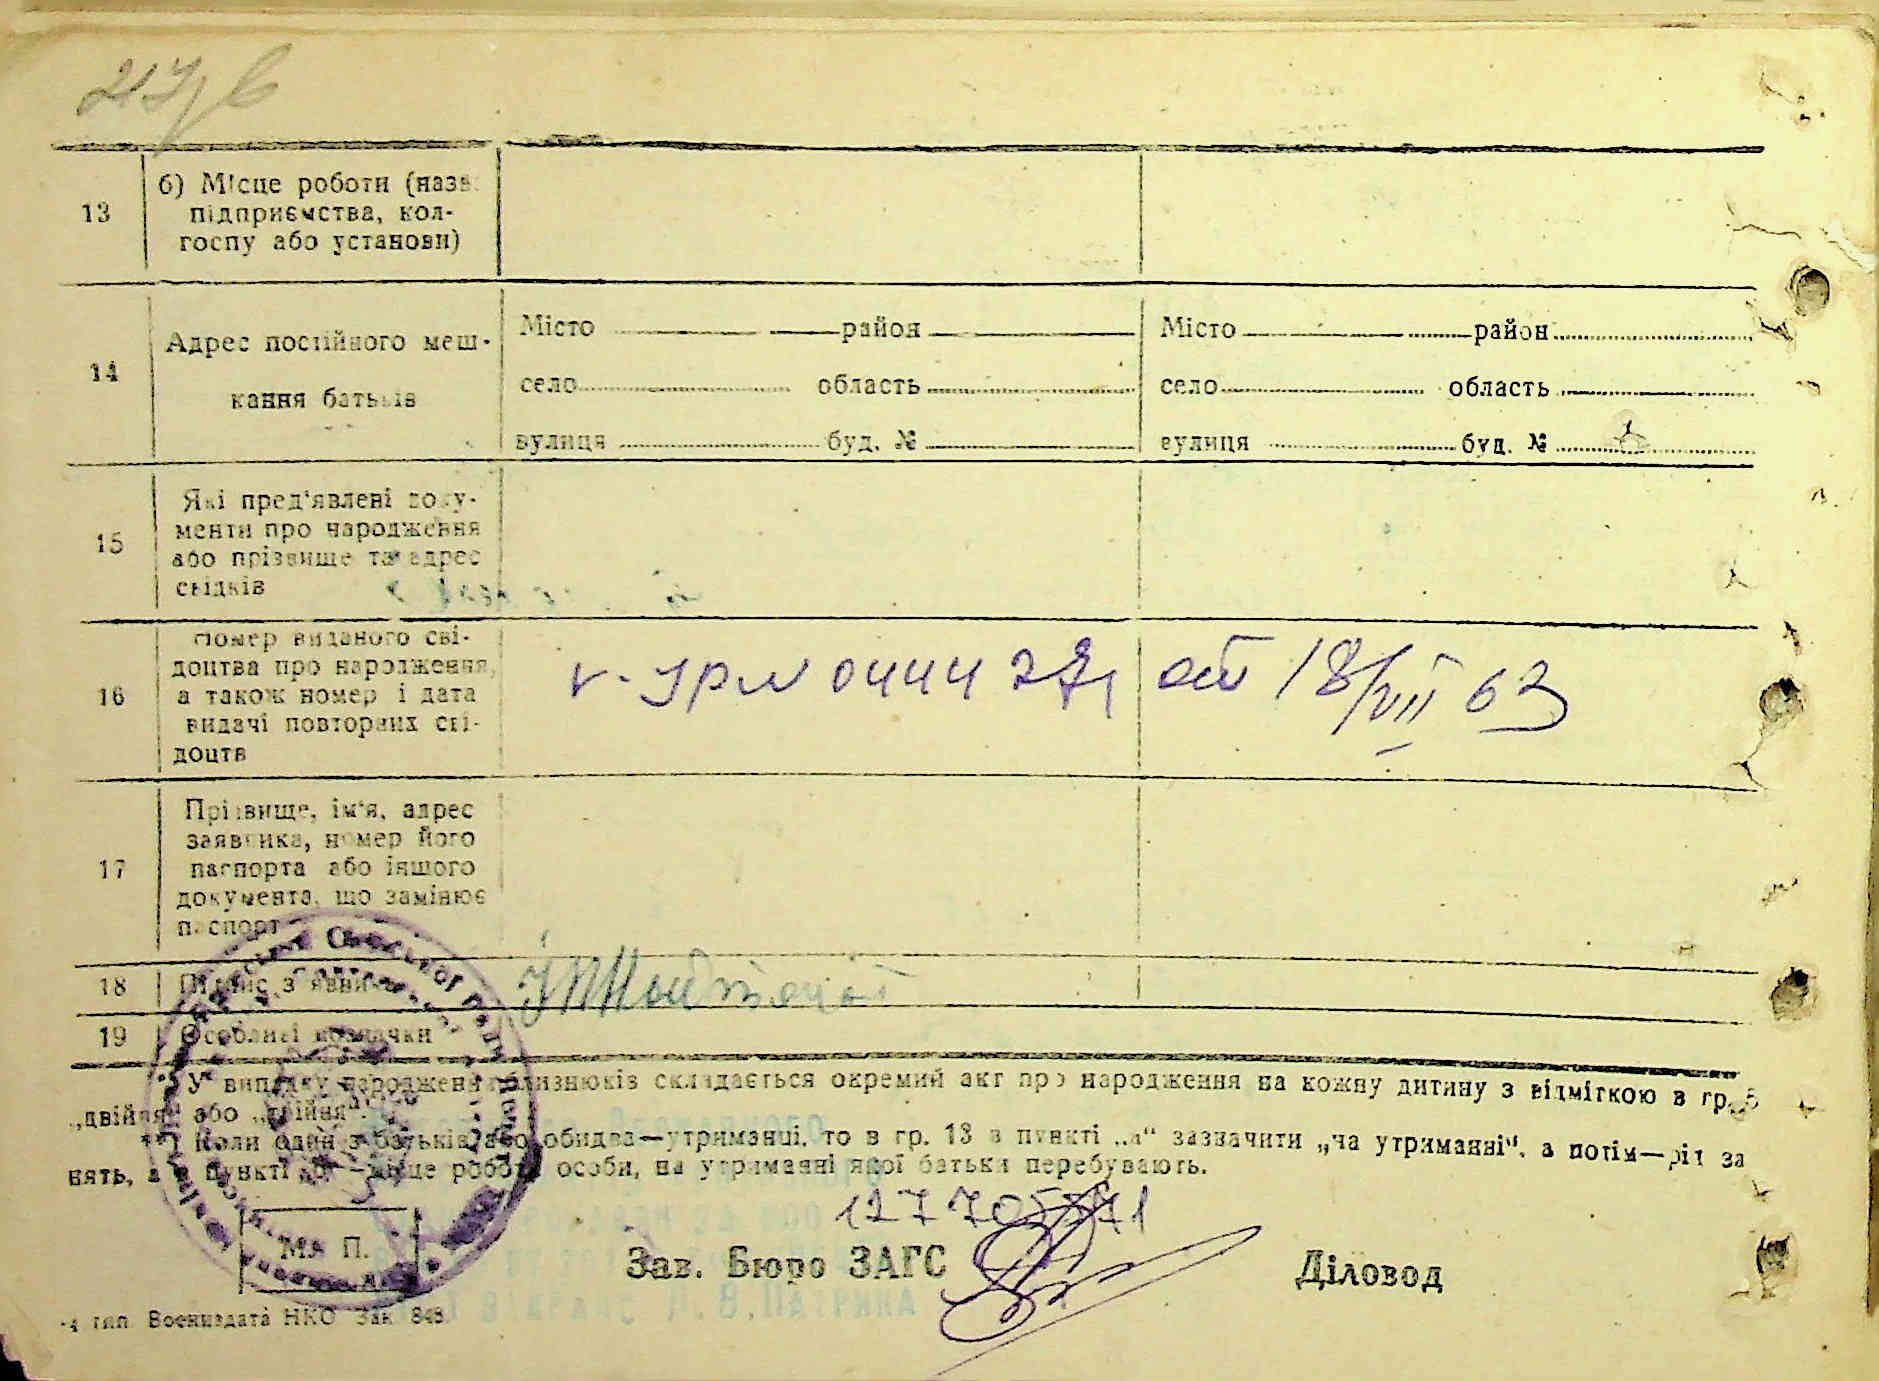 13
б) Місце роботи (назв
підприємства, кол-
госпу або установи)
14
Адрес постійного меш-
кання батьків
Місто район
село область
вулиця буд. №
Місто район
село область
вулиця буд. №
15
Які пред'явлені доку-
менти про народження
або прізвище та адрес
свідків
16
Номер виданого сві-
доцтва про народження,
а також номер і дата
видачі повторних сві-
доцтв
от 18/VII 63
17
Прізвище, ім'я, адрес
заявника, номер його
паспорта або іншого
документа, що замінює
паспорт
18
Підпис заявника
19
Особливі позначки
У випадку народження близнюків складається окремий акт про народження на кожну дитину з відміткою в гр. 5
„двійня" або „трійня".
Коли один з батьків або обидва—утриманці, то в гр. 13 в пункті „а" зазначити „на утриманні", а потім—рід за
нять, а в пункті місце роботи особи, на утриманні якої батьки перебувають.
М. П.
Зав. Бюро ЗАГС
Діловод
тип. Воениздата НКО Зак. 848